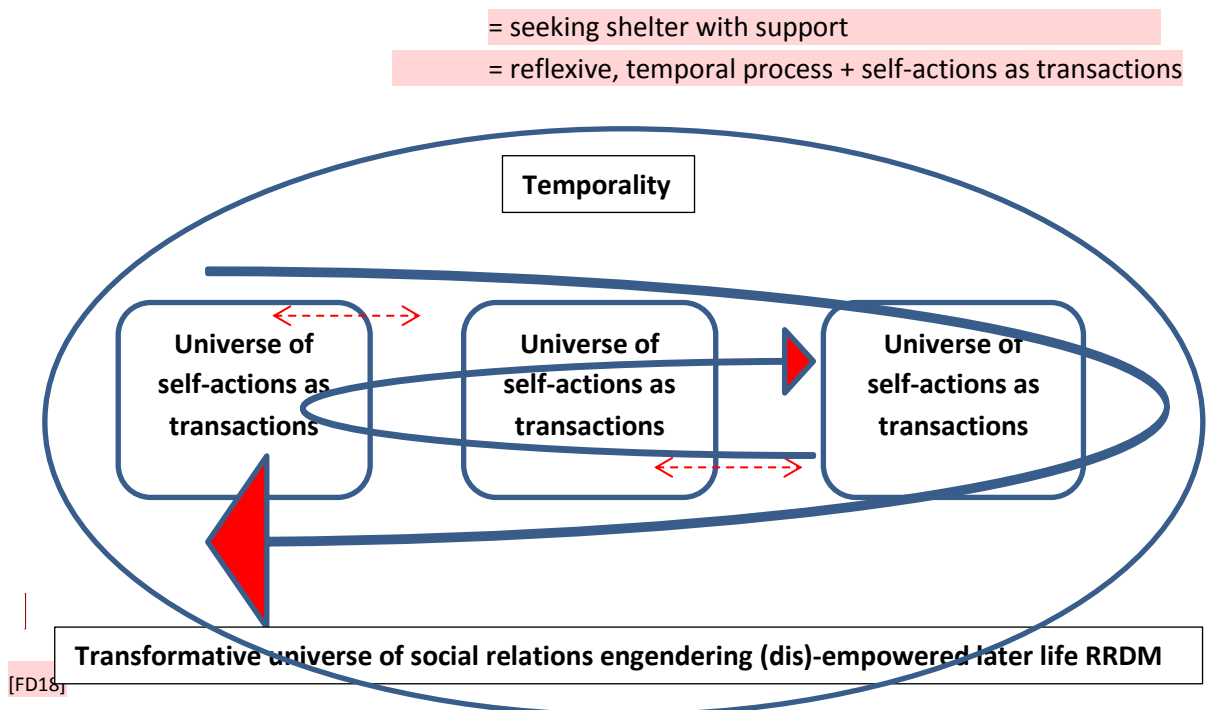 = seeking shelter with support
= reflexive, temporal process + self-actions as transactions
Temporality
Universe of
self-actions as
transactions
Universe of
self-actions as
transactions
Universe of
self-actions as
transactions
Transformative universe of social relations engendering (dis)-empowered later life RRDM
[FD18]